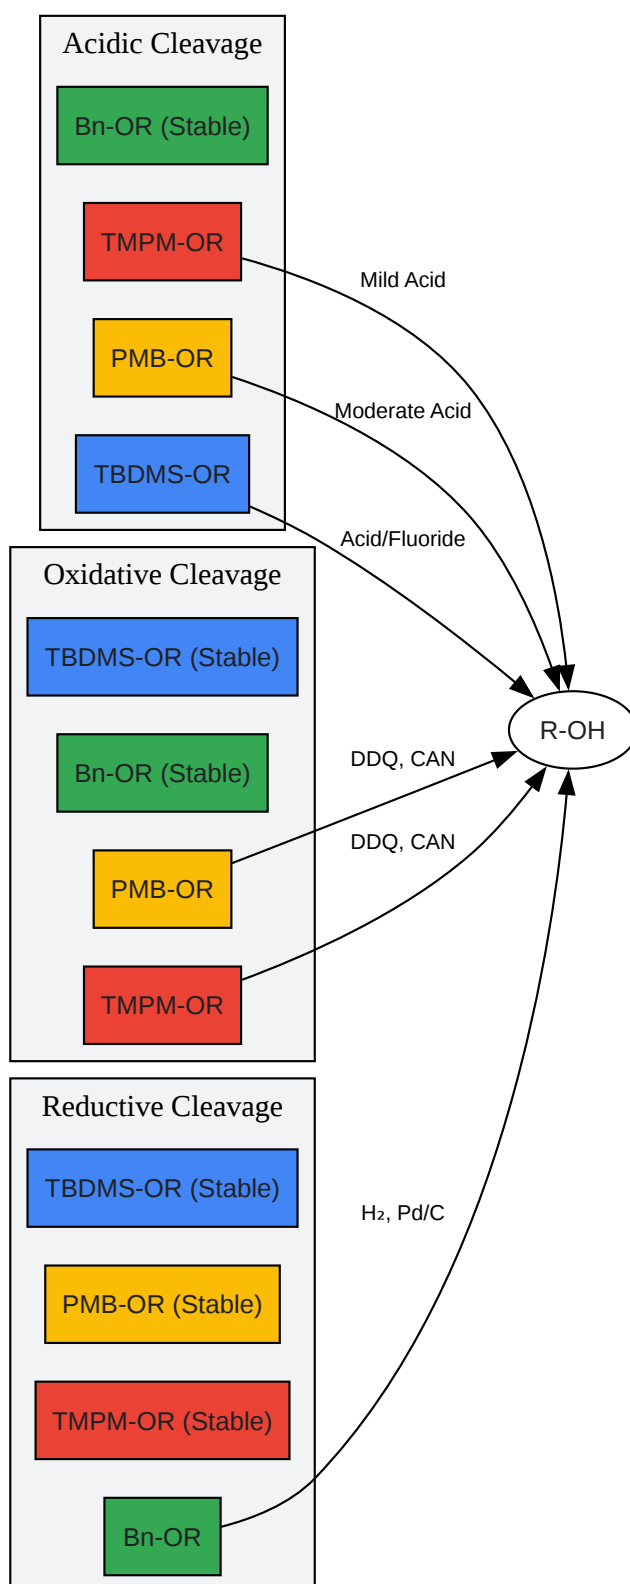 Acidic Cleavage
Bn-OR (Stable)
TMPM-OR
Mild Acid
PMB-OR
Moderate Acid
TBDMS-OR
Acid/Fluoride
Oxidative Cleavage
TBDMS-OR (Stable)
Bn-OR (Stable)
PMB-OR
DDQ, CAN
TMPM-OR
DDQ, CAN
R-OH
Reductive Cleavage
TBDMS-OR (Stable)
PMB-OR (Stable)
TMPM-OR (Stable)
Bn-OR
H₂, Pd/C